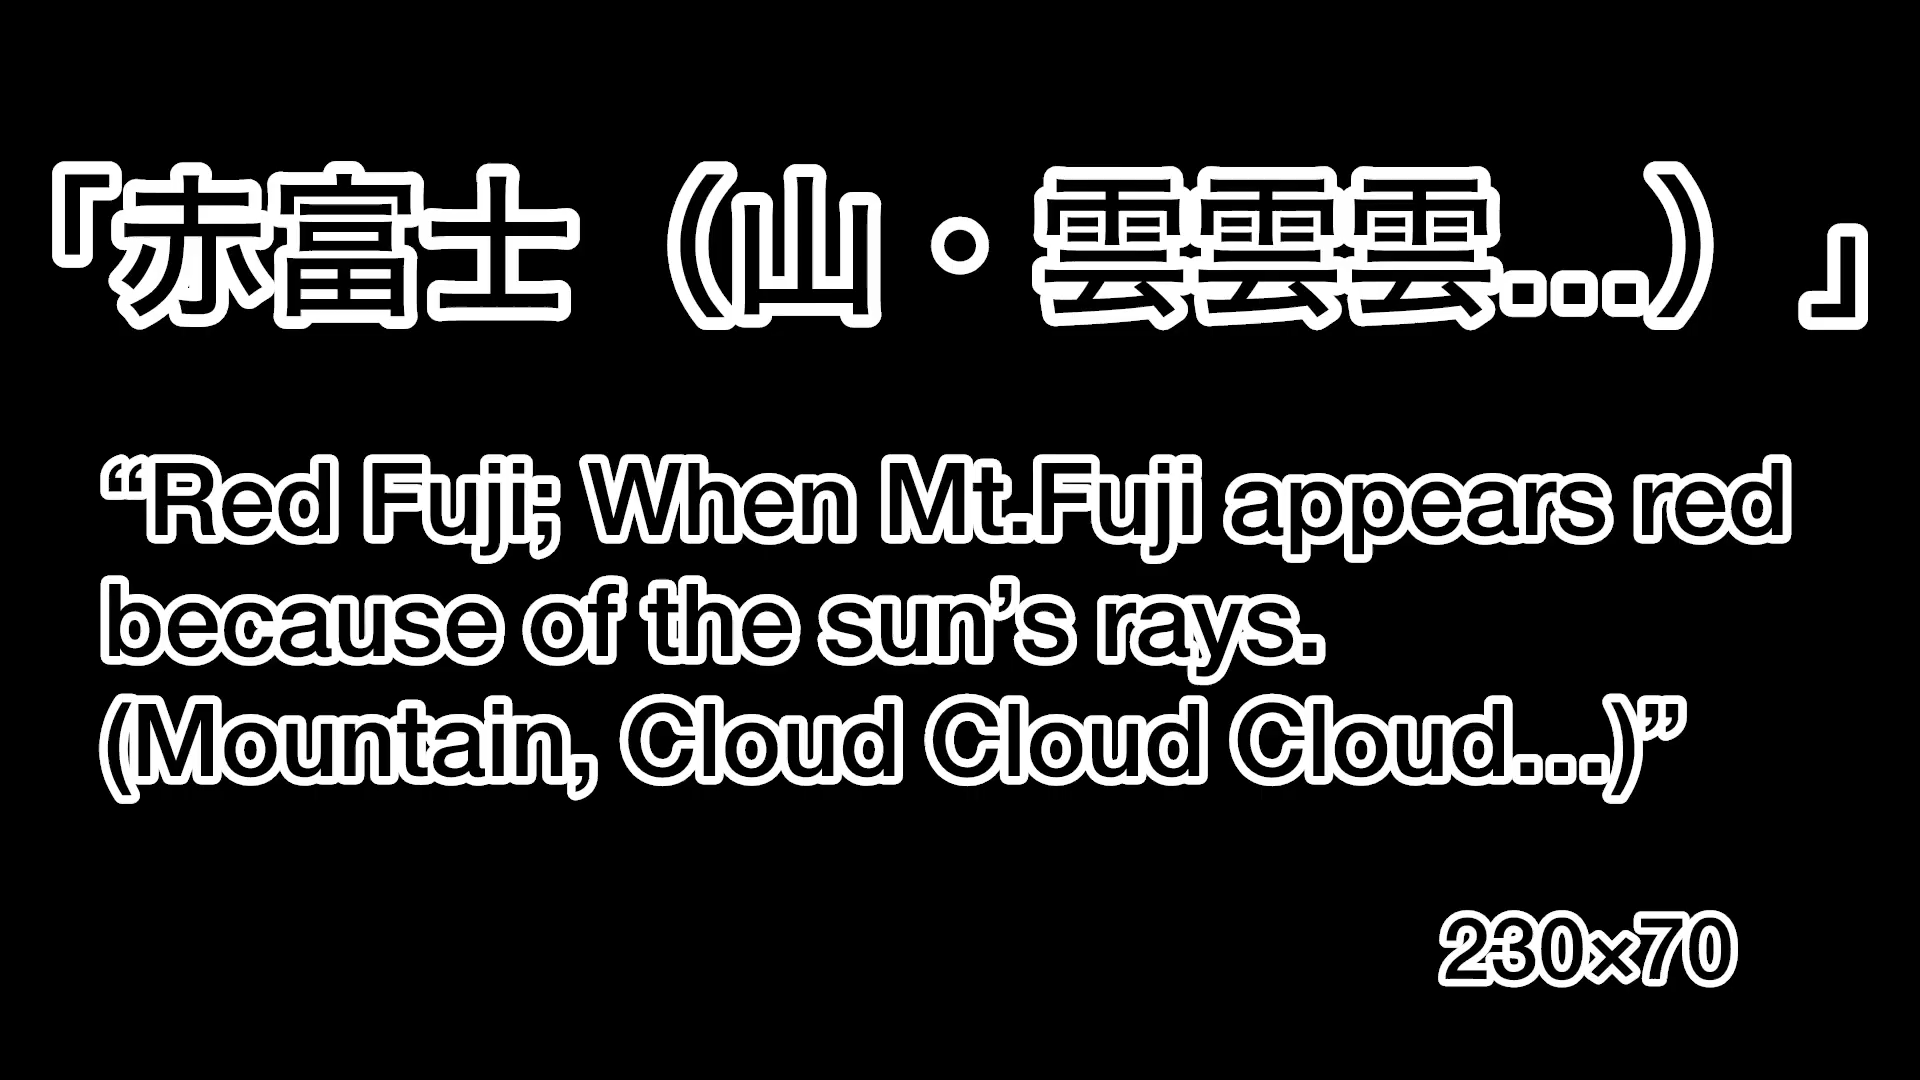 「赤富士（山・雲雲雲...）」
“Red Fuji; When Mt.Fuji appears red
because of the sun’s rays.
(Mountain, Cloud Cloud Cloud...)”
230×70